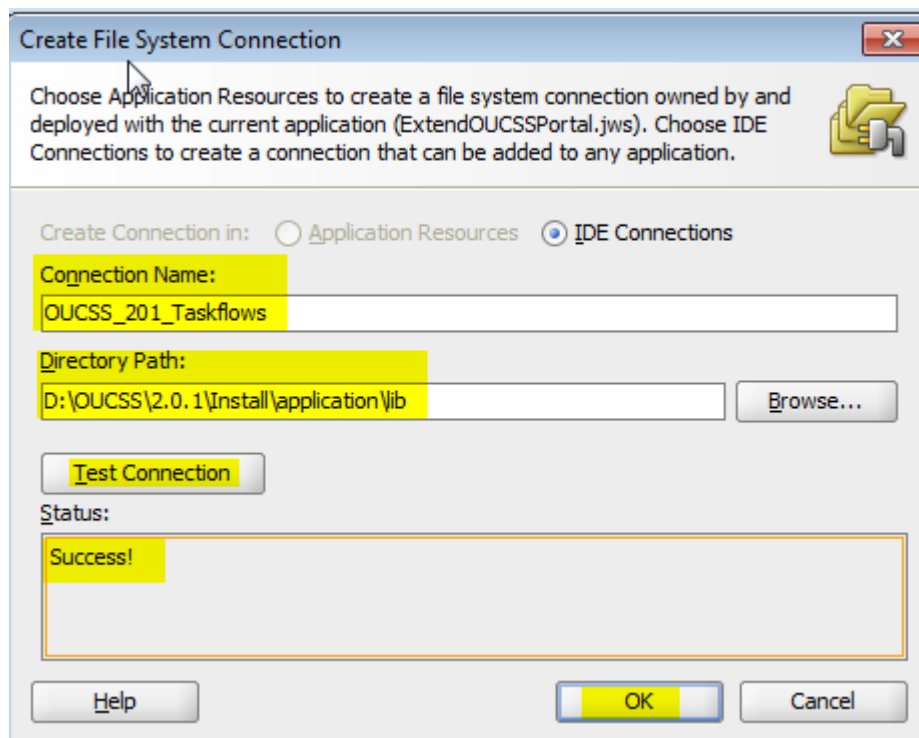 Create File System Connection
Choose Application Resources to create a file system connection owned by and
deployed with the current application (ExtendOUCSSPortal.jws). Choose IDE
Connections to create a connection that can be added to any application.
Create Connection in: Application Resources IDE Connections
Connection Name:
OUCSS_201_Taskflows
Directory Path:
D:\OUCSS\2.0.1\Install\application\lib Browse...
Test Connection
Status:
Success!
Help OK Cancel